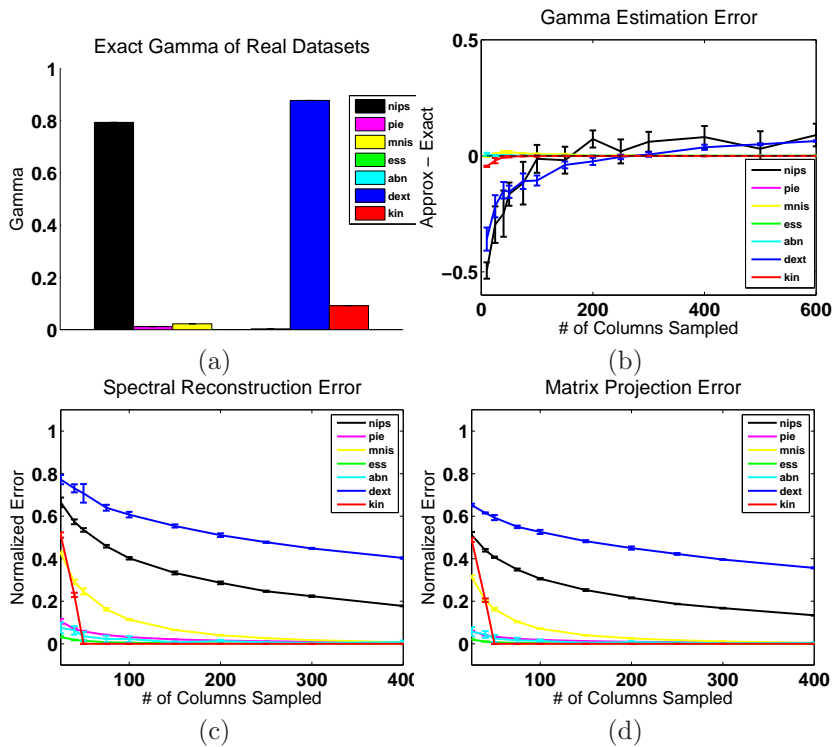 Exact Gamma of Real Datasets
1
0.8
0.6
0.4
0.2
0
Gamma
nips
pie
mnis
ess
abn
dext
kin
(a)
Gamma Estimation Error
0.5
0
−0.5
Approx − Exact
0
200
400
600
# of Columns Sampled
nips
pie
mnis
ess
abn
dext
kin
(b)
Spectral Reconstruction Error
1
0.8
0.6
0.4
0.2
0
Normalized Error
100
200
300
400
# of Columns Sampled
nips
pie
mnis
ess
abn
dext
kin
(c)
Matrix Projection Error
1
0.8
0.6
0.4
0.2
0
Normalized Error
100
200
300
400
# of Columns Sampled
nips
pie
mnis
ess
abn
dext
kin
(d)